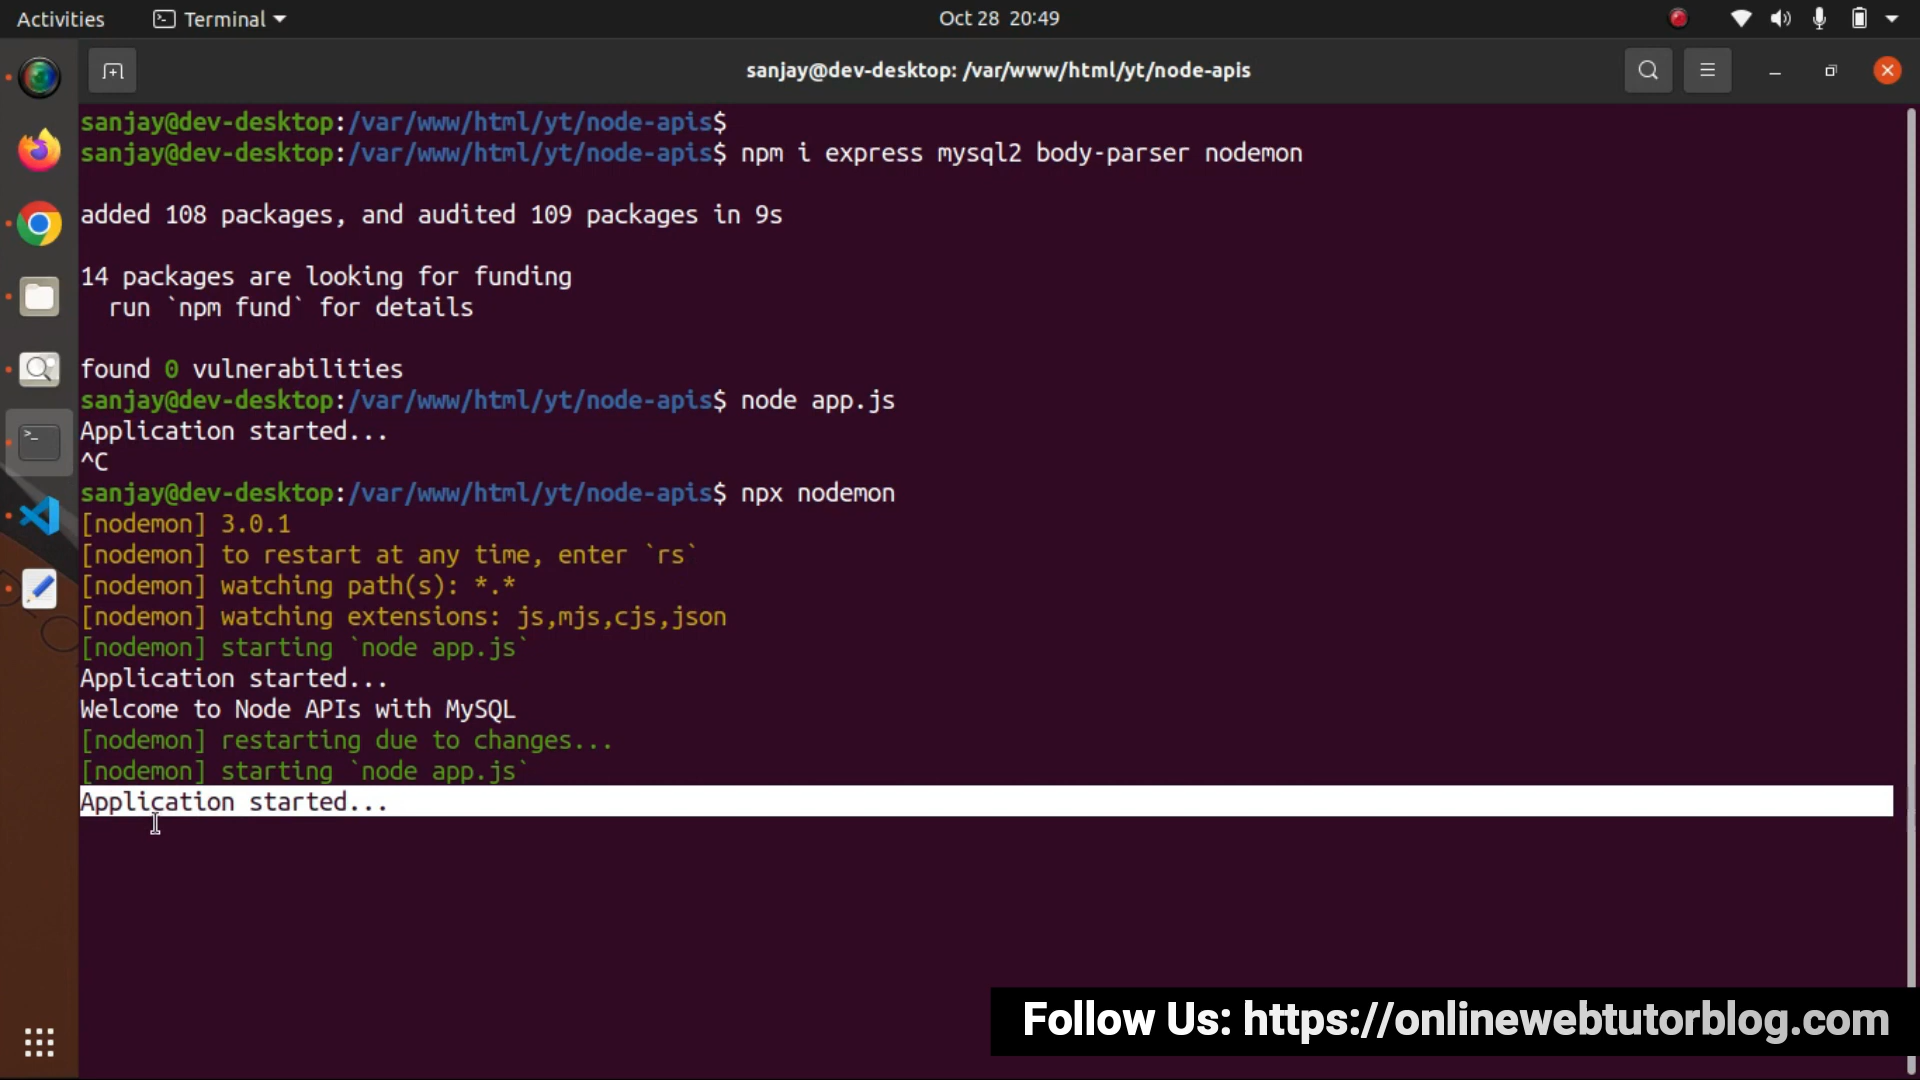 Activities
Terminal
Oct 28 20:49
sanjay@dev-desktop: /var/www/html/yt/node-apis
sanjay@dev-desktop:/var/www/html/yt/node-apis$
sanjay@dev-desktop:/var/www/html/yt/node-apis$ npm i express mysql2 body-parser nodemon
added 108 packages, and audited 109 packages in 9s
14 packages are looking for funding
run `npm fund` for details
found 0 vulnerabilities
sanjay@dev-desktop:/var/www/html/yt/node-apis$ node app.js
Application started...
^C
sanjay@dev-desktop:/var/www/html/yt/node-apis$ npx nodemon
[nodemon] 3.0.1
[nodemon] to restart at any time, enter `rs`
[nodemon] watching path(s): *.*
[nodemon] watching extensions: js,mjs,cjs,json
[nodemon] starting `node app.js`
Application started...
Welcome to Node APIs with MySQL
[nodemon] restarting due to changes...
[nodemon] starting `node app.js`
Application started...
Follow Us: https://onlinewebtutorblog.com